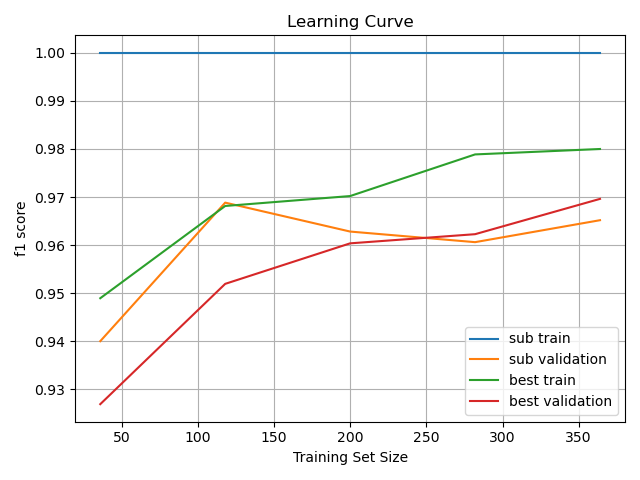 Learning Curve
1.00
0.99
0.98
0.97
0.96
0.95
0.94
0.93
f1 score
50
100
150
200
250
300
350
Training Set Size
sub train
sub validation
best train
best validation